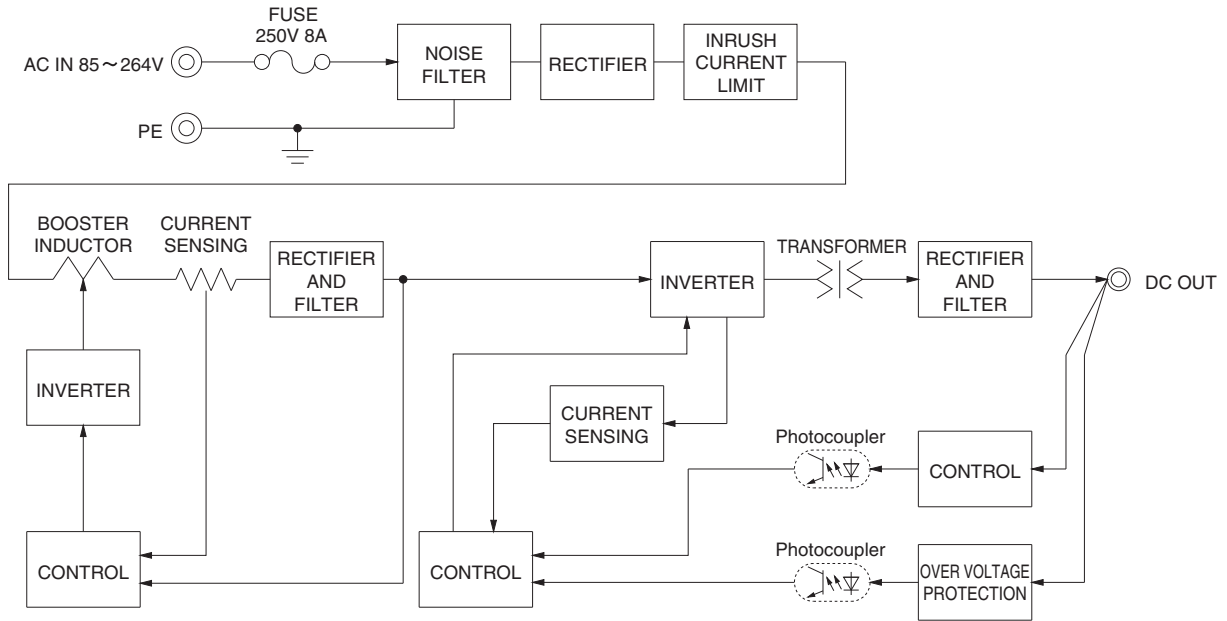 FUSE
250V 8A
AC IN 85～264V
NOISE
FILTER
RECTIFIER
INRUSH
CURRENT
LIMIT
PE
BOOSTER
INDUCTOR
CURRENT
SENSING
RECTIFIER
AND
FILTER
INVERTER
TRANSFORMER
RECTIFIER
AND
FILTER
DC OUT
INVERTER
CURRENT
SENSING
Photocoupler
CONTROL
CONTROL
CONTROL
Photocoupler
OVER VOLTAGE
PROTECTION